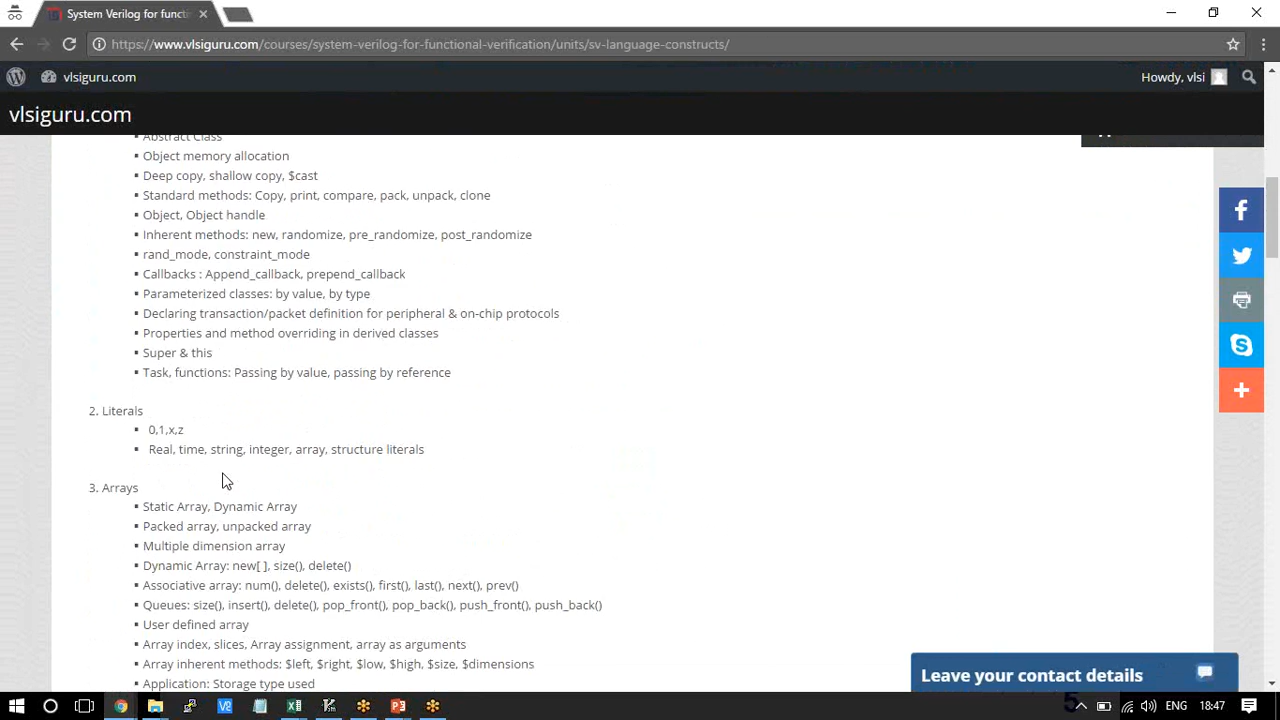 System Verilog for functi
https://www.vlsiguru.com/courses/system-verilog-for-functional-verification/units/sv-language-constructs/
vlsiguru.com
Howdy, vlsi
vlsiguru.com
Abstract Class
Object memory allocation
Deep copy, shallow copy, $cast
Standard methods: Copy, print, compare, pack, unpack, clone
Object, Object handle
Inherent methods: new, randomize, pre_randomize, post_randomize
rand_mode, constraint_mode
Callbacks : Append_callback, prepend_callback
Parameterized classes: by value, by type
Declaring transaction/packet definition for peripheral & on-chip protocols
Properties and method overriding in derived classes
Super & this
Task, functions: Passing by value, passing by reference
2. Literals
0,1,x,z
Real, time, string, integer, array, structure literals
3. Arrays
Static Array, Dynamic Array
Packed array, unpacked array
Multiple dimension array
Dynamic Array: new[ ], size(), delete()
Associative array: num(), delete(), exists(), first(), last(), next(), prev()
Queues: size(), insert(), delete(), pop_front(), pop_back(), push_front(), push_back()
User defined array
Array index, slices, Array assignment, array as arguments
Array inherent methods: $left, $right, $low, $high, $size, $dimensions
Application: Storage type used
Leave your contact details
ENG
18:47